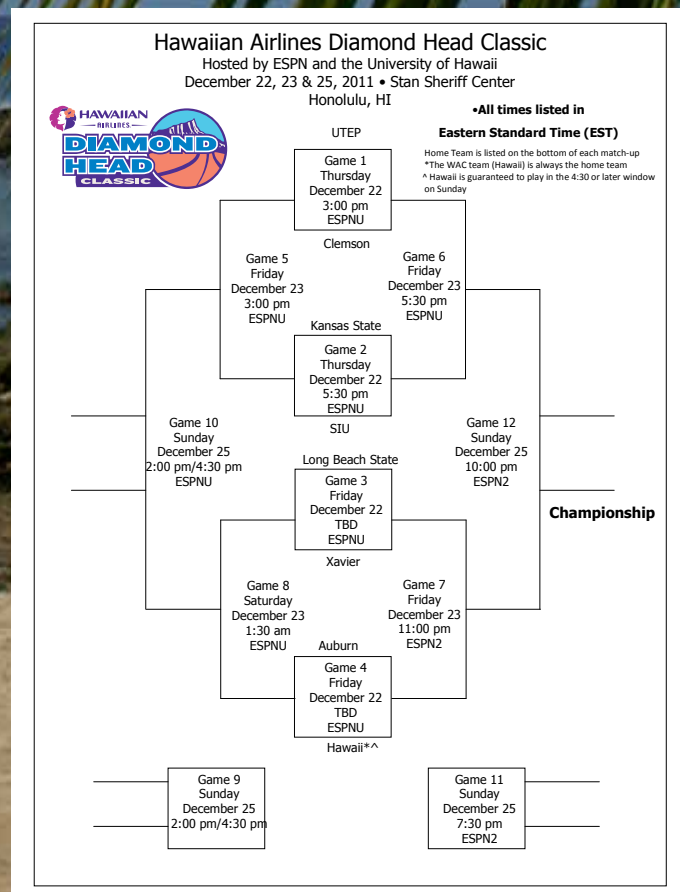 Hawaiian Airlines Diamond Head Classic
Hosted by ESPN and the University of Hawaii
December 22, 23 & 25, 2011 • Stan Sheriff Center
Honolulu, HI
HAWAIIAN
AIRLINES
DIAMOND
HEAD
CLASSIC
•All times listed in
Eastern Standard Time (EST)
Home Team is listed on the bottom of each match-up
*The WAC team (Hawaii) is always the home team
^ Hawaii is guaranteed to play in the 4:30 or later window
on Sunday
UTEP
Game 1
Thursday
December 22
3:00 pm
ESPNU
Clemson
Game 5
Friday
December 23
3:00 pm
ESPNU
Game 6
Friday
December 23
5:30 pm
ESPNU
Kansas State
Game 2
Thursday
December 22
5:30 pm
ESPNU
SIU
Game 10
Sunday
December 25
2:00 pm/4:30 pm
ESPNU
Game 12
Sunday
December 25
10:00 pm
ESPN2
Championship
Long Beach State
Game 3
Friday
December 22
TBD
ESPNU
Xavier
Game 8
Saturday
December 23
1:30 am
ESPNU
Game 7
Friday
December 23
11:00 pm
ESPN2
Auburn
Game 4
Friday
December 22
TBD
ESPNU
Hawaii*^
Game 9
Sunday
December 25
2:00 pm/4:30 pm
Game 11
Sunday
December 25
7:30 pm
ESPN2